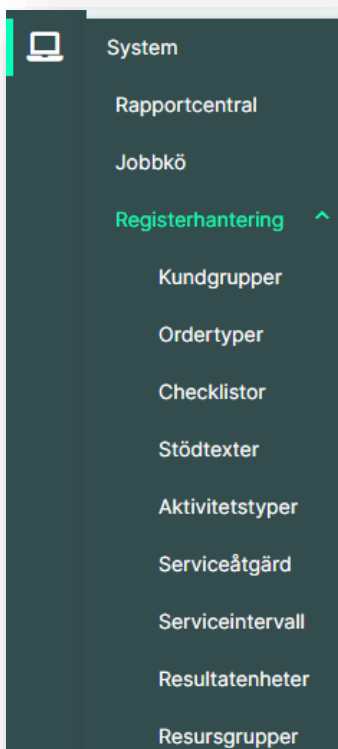 System
Rapportcentral
Jobbkö
Registerhantering
Kundgrupper
Ordertyper
Checklistor
Stödtexter
Aktivitetstyper
Serviceåtgärd
Serviceintervall
Resultatenheter
Resursgrupper